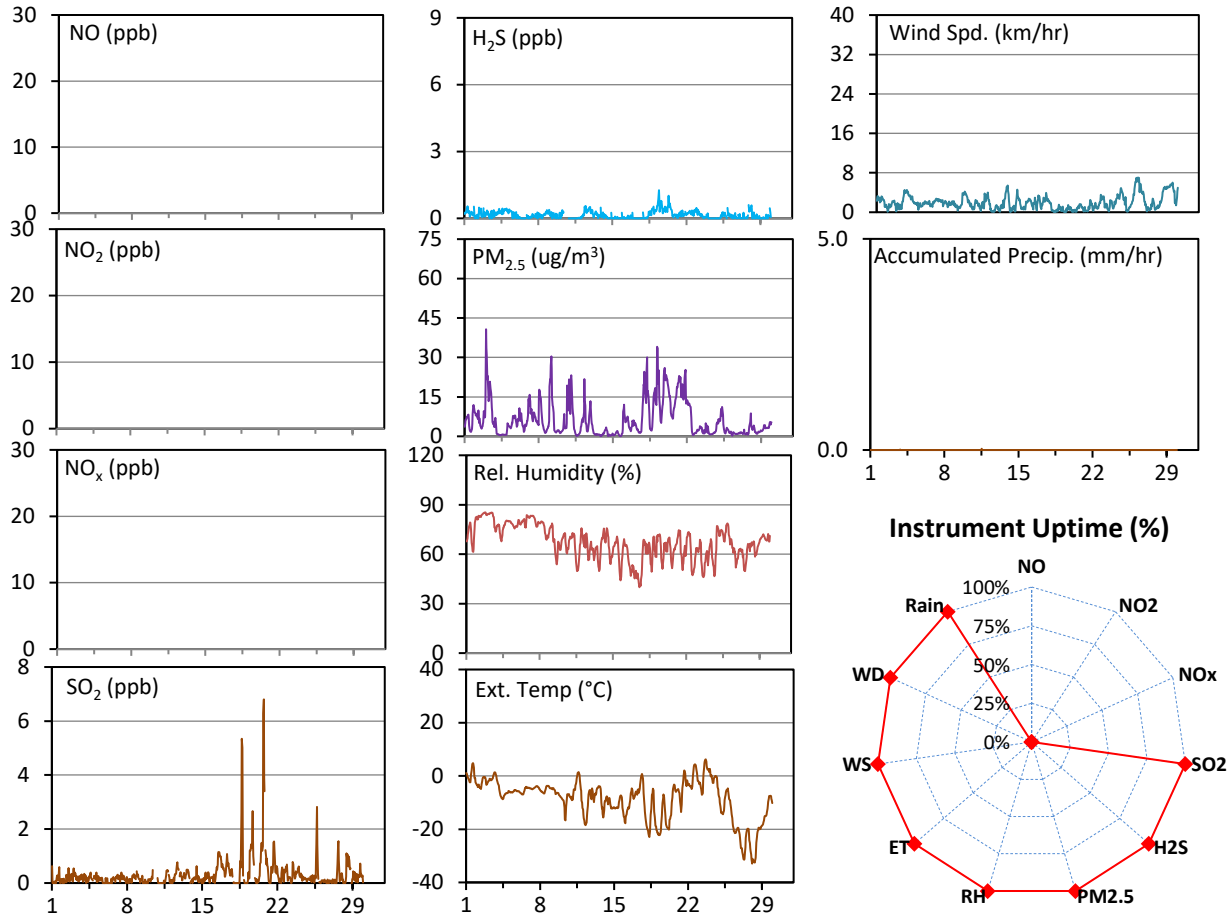 30
NO (ppb)
20
10
0
30
NO₂ (ppb)
20
10
0
30
NOₓ (ppb)
20
10
0
8
SO₂ (ppb)
6
4
2
0
1 8 15 22 29
9
H₂S (ppb)
6
3
0
75
PM₂.₅ (ug/m³)
60
45
30
15
0
1 8 15 22 29
120
Rel. Humidity (%)
90
60
30
0
40
Ext. Temp (°C)
20
0
-20
-40
1 8 15 22 29
40
Wind Spd. (km/hr)
32
24
16
8
0
5.0
Accumulated Precip. (mm/hr)
0.0
1 8 15 22 29
Instrument Uptime (%)
NO
NO2
NOx
SO2
H2S
PM2.5
RH
ET
WS
WD
Rain
100%
75%
50%
25%
0%